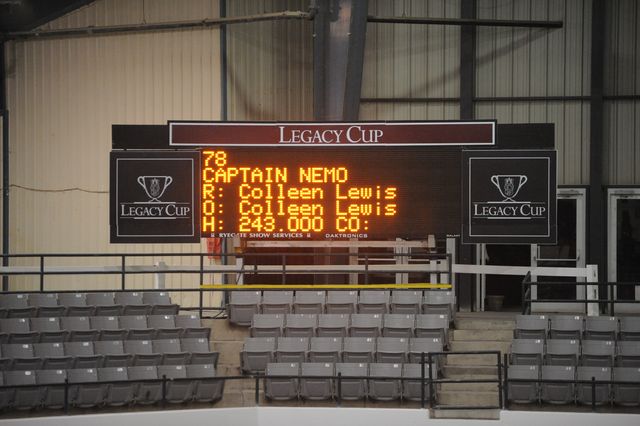 LEGACY CUP
78
CAPTAIN NEMO
R: Colleen Lewis
O: Colleen Lewis
H: 243.000 CO:
LEGACY CUP
LEGACY CUP
RYEGATE SHOW SERVICES
DAKTRONICS